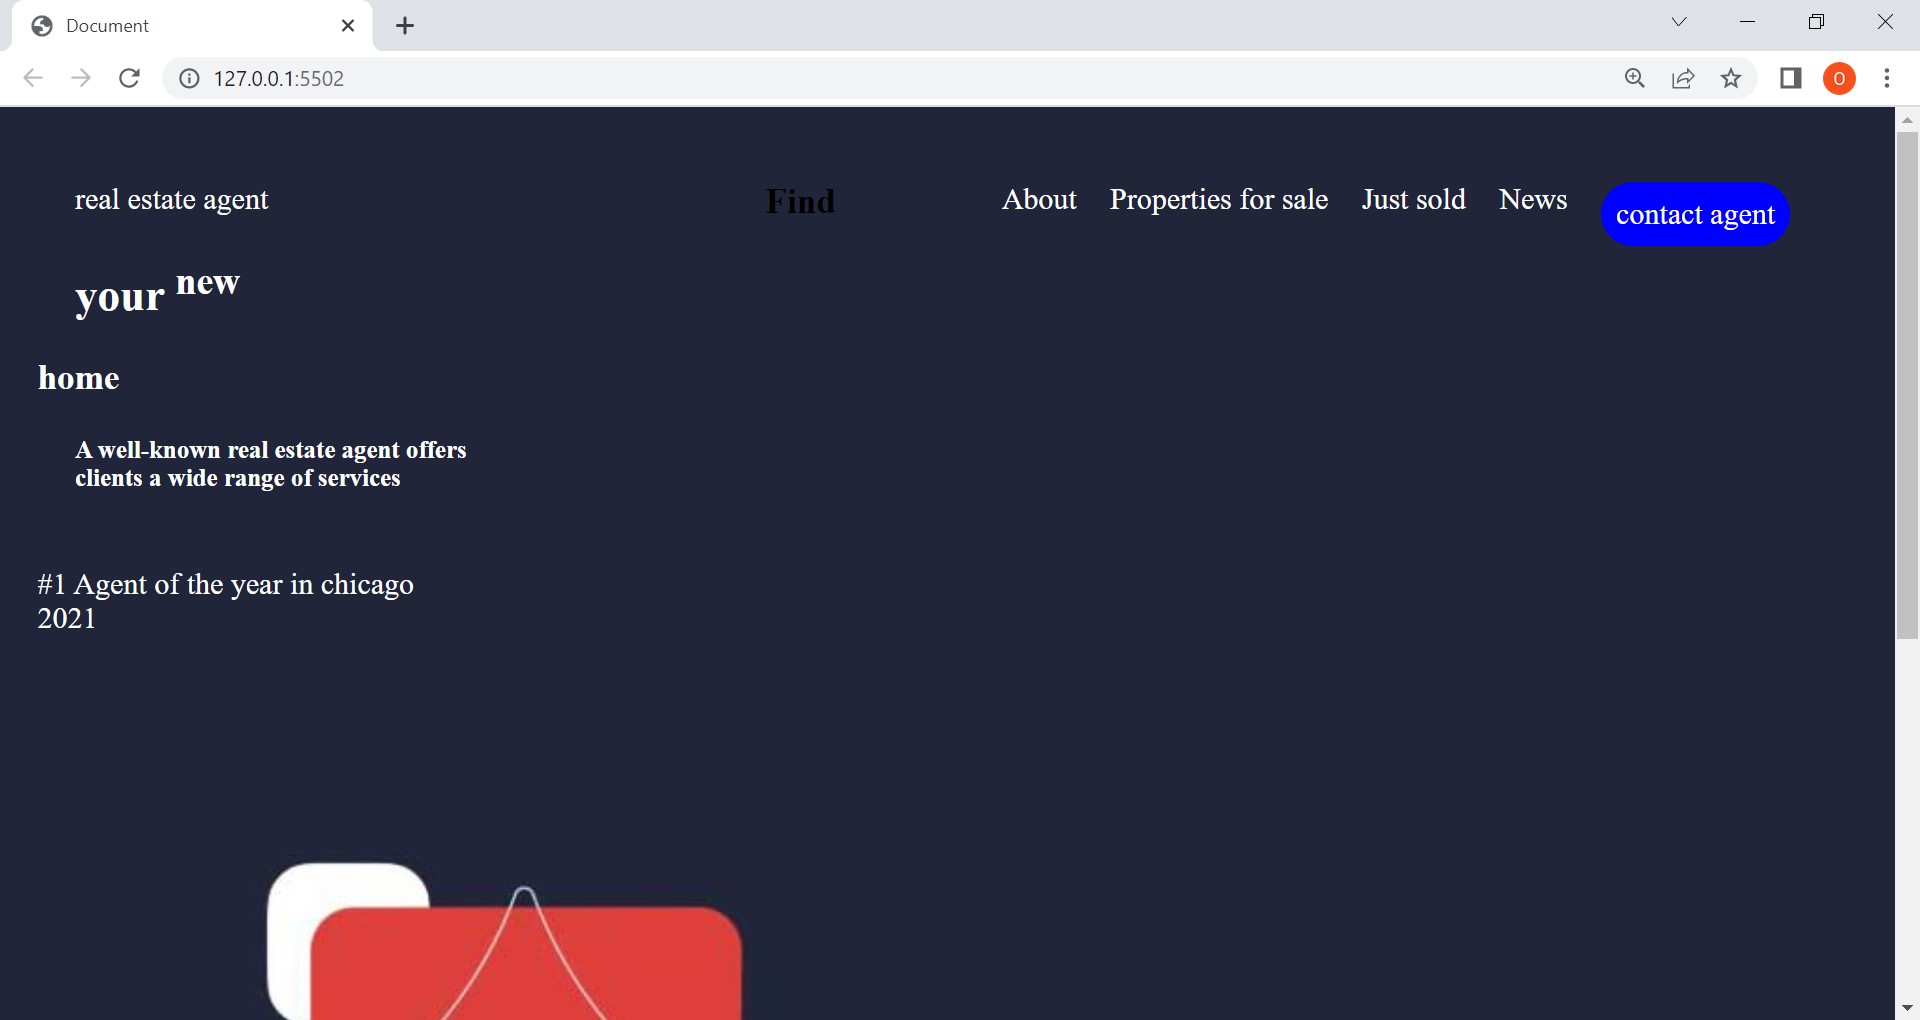 Document
127.0.0.1:5502
O
real estate agent
Find
About Properties for sale Just sold News contact agent
your new
home
A well-known real estate agent offers
clients a wide range of services
#1 Agent of the year in chicago
2021